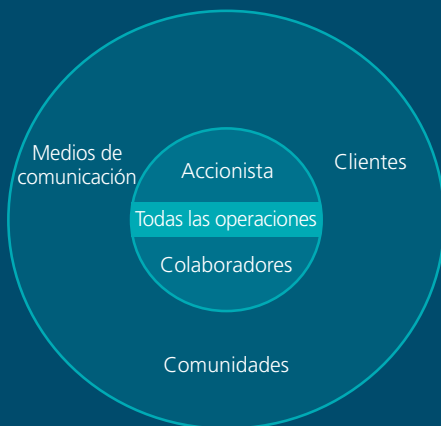 Medios de
comunicación
Accionista
Clientes
Todas las operaciones
Colaboradores
Comunidades